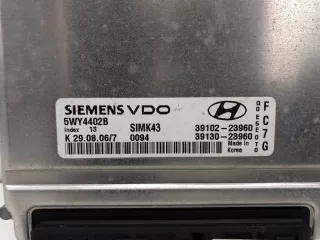 SIEMENS VDO
5WY4402B
Index 13 SIMK43 39102-23960
K 29.08.06/7 0094 39130-23960
Made in
Korea
FC7G